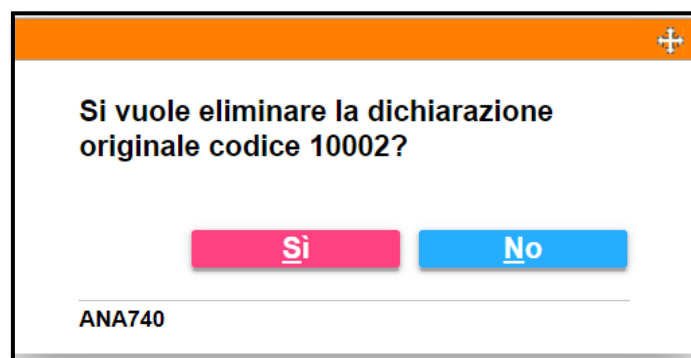 Si vuole eliminare la dichiarazione
originale codice 10002?
Sì
No
ANA740